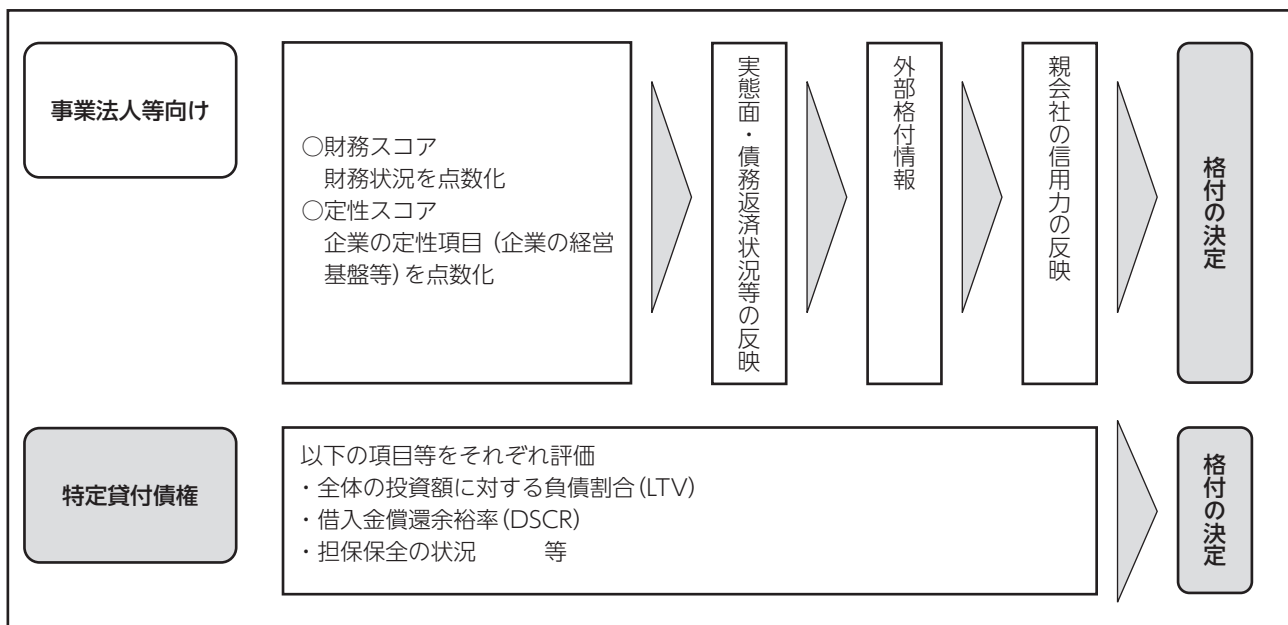 事業法人等向け
○財務スコア
財務状況を点数化
○定性スコア
企業の定性項目（企業の経営
基盤等）を点数化
実態面・債務返済状況等の反映
外部格付情報
親会社の信用力の反映
格付の決定
特定貸付債権
以下の項目等をそれぞれ評価
・全体の投資額に対する負債割合（LTV）
・借入金償還余裕率（DSCR）
・担保保全の状況　　　等
格付の決定